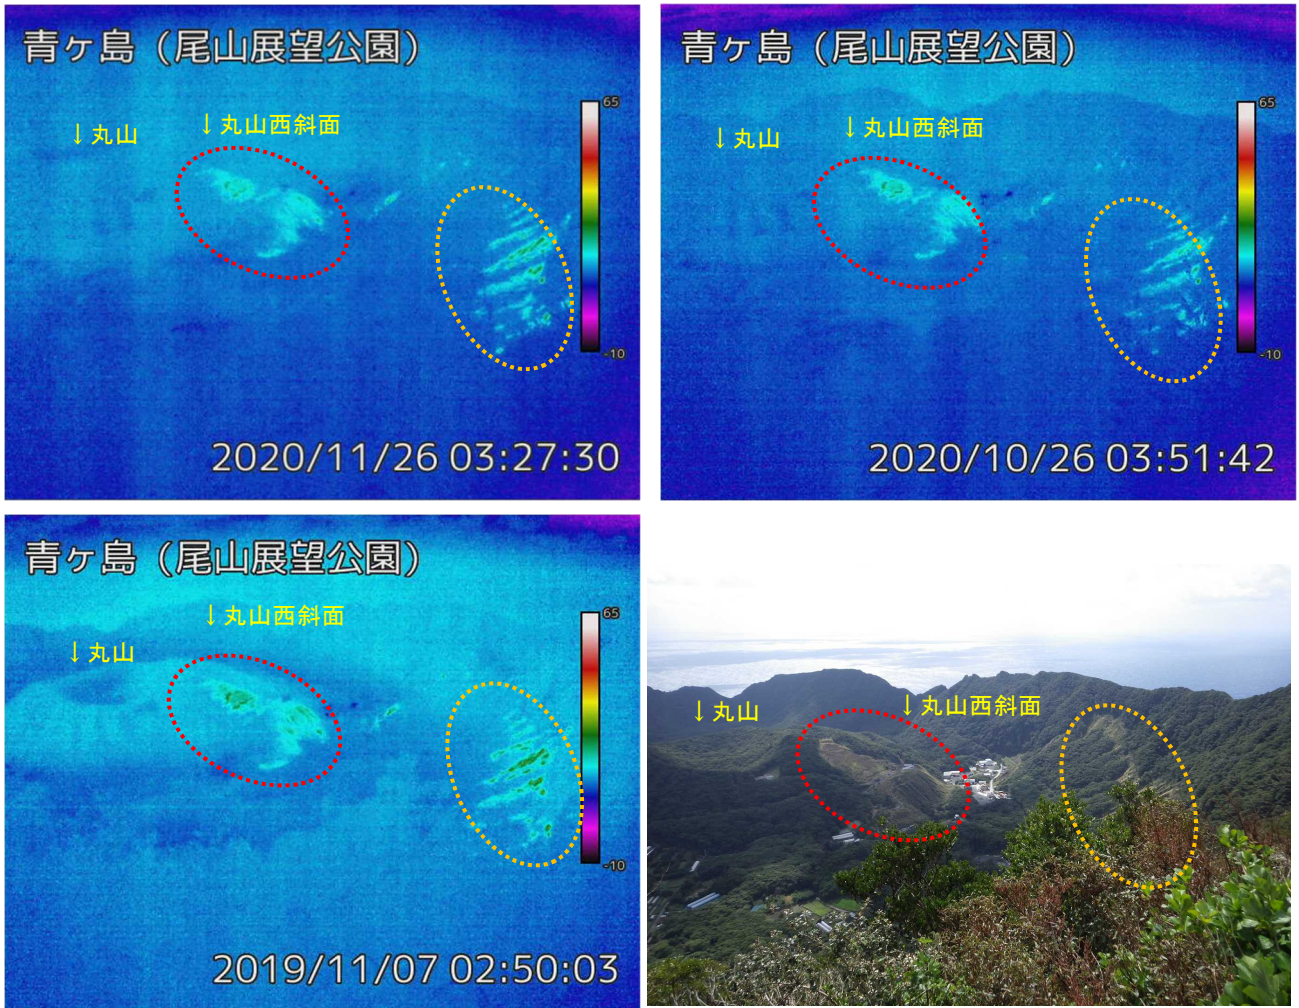 青ヶ島（尾山展望公園）
↓丸山
↓丸山西斜面
65
-10
2020/11/26 03:27:30
青ヶ島（尾山展望公園）
↓丸山
↓丸山西斜面
65
-10
2020/10/26 03:51:42
青ヶ島（尾山展望公園）
↓丸山西斜面
↓丸山
65
-10
2019/11/07 02:50:03
↓丸山
↓丸山西斜面